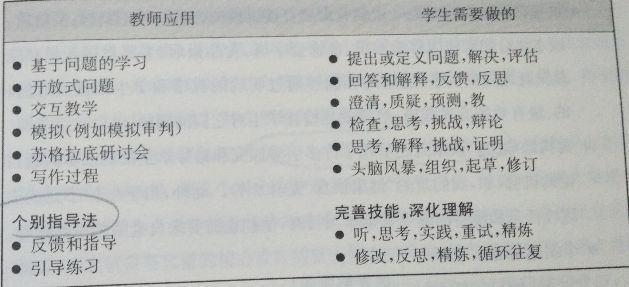 教师应用 学生需要做的
● 基于问题的学习 ● 提出或定义问题,解决,评估
● 开放式问题 ● 回答和解释,反馈,反思
● 交互教学 ● 澄清,质疑,预测,教
● 模拟(例如模拟审判) ● 检查,思考,挑战,辩论
● 苏格拉底研讨会 ● 思考,解释,挑战,证明
● 写作过程 ● 头脑风暴,组织,起草,修订
个别指导法 完善技能,深化理解
● 反馈和指导 ● 听,思考,实践,重试,精炼
● 引导练习 ● 修改,反思,精炼,循环往复